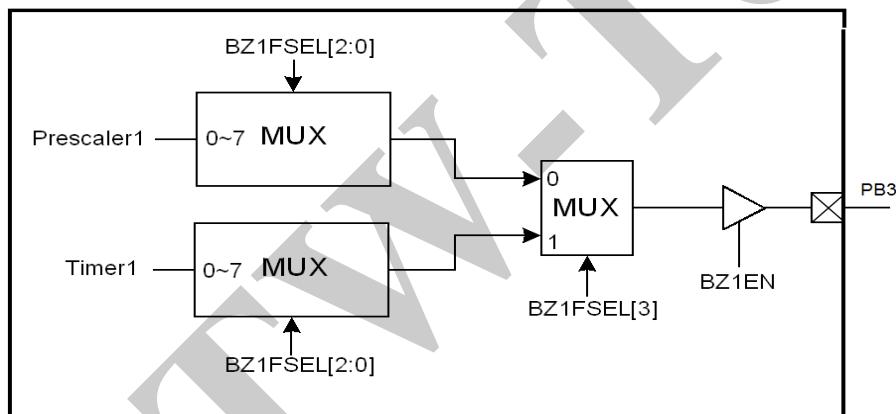 BZ1FSEL[2:0]
Prescaler1
0~7 MUX
0
MUX
PB3
1
Timer1
0~7 MUX
BZ1EN
BZ1FSEL[3]
BZ1FSEL[2:0]